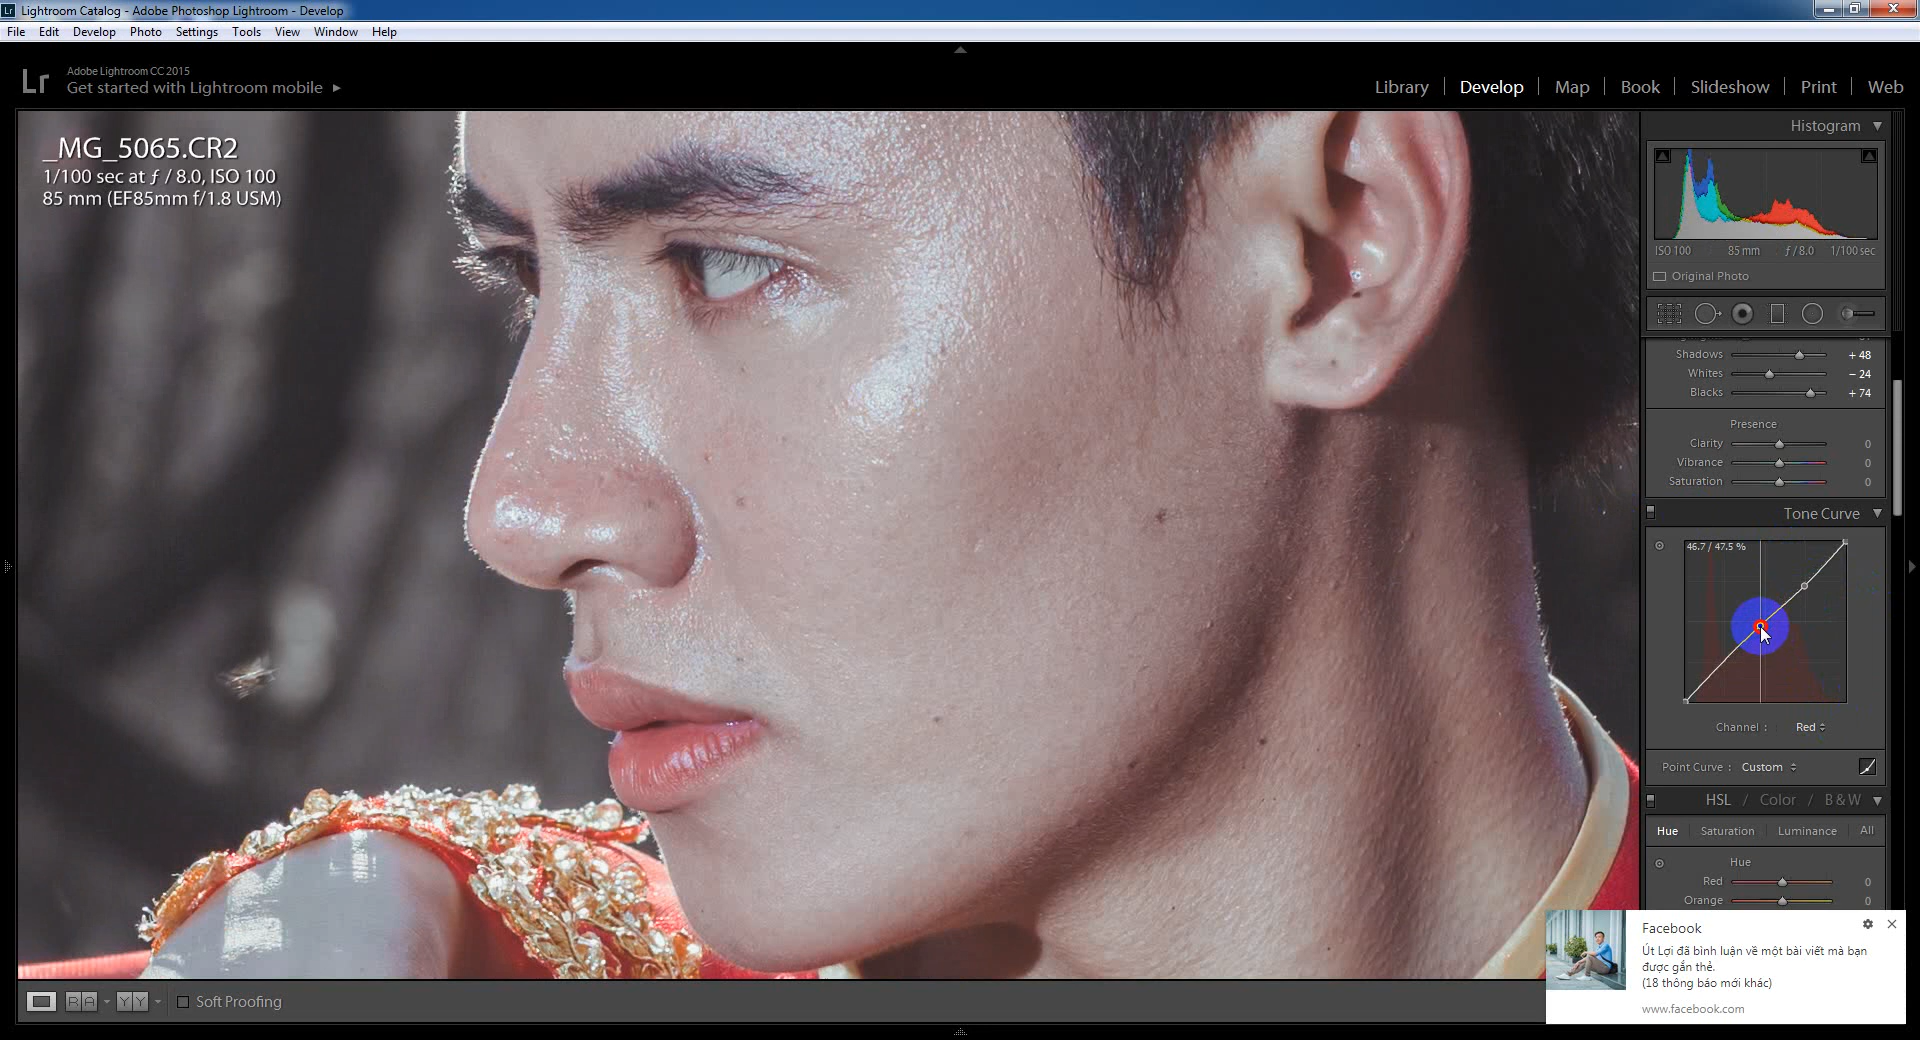 Lightroom Catalog - Adobe Photoshop Lightroom - Develop
File Edit Develop Photo Settings Tools View Window Help
Lr
Adobe Lightroom CC 2015
Get started with Lightroom mobile
Library Develop Map Book Slideshow Print Web
_MG_5065.CR2
1/100 sec at ƒ / 8.0, ISO 100
85 mm (EF85mm f/1.8 USM)
Histogram
ISO 100 85 mm ƒ / 8.0 1/100 sec
Original Photo
Shadows + 48
Whites − 24
Blacks + 74
Presence
Clarity 0
Vibrance 0
Saturation 0
Tone Curve
46.7 / 47.5 %
Channel : Red
Point Curve : Custom
HSL / Color / B & W
Hue Saturation Luminance All
Hue
Red 0
Orange 0
Facebook
Út Lợi đã bình luận về một bài viết mà bạn
được gắn thẻ.
(18 thông báo mới khác)
www.facebook.com
R A Y Y Soft Proofing